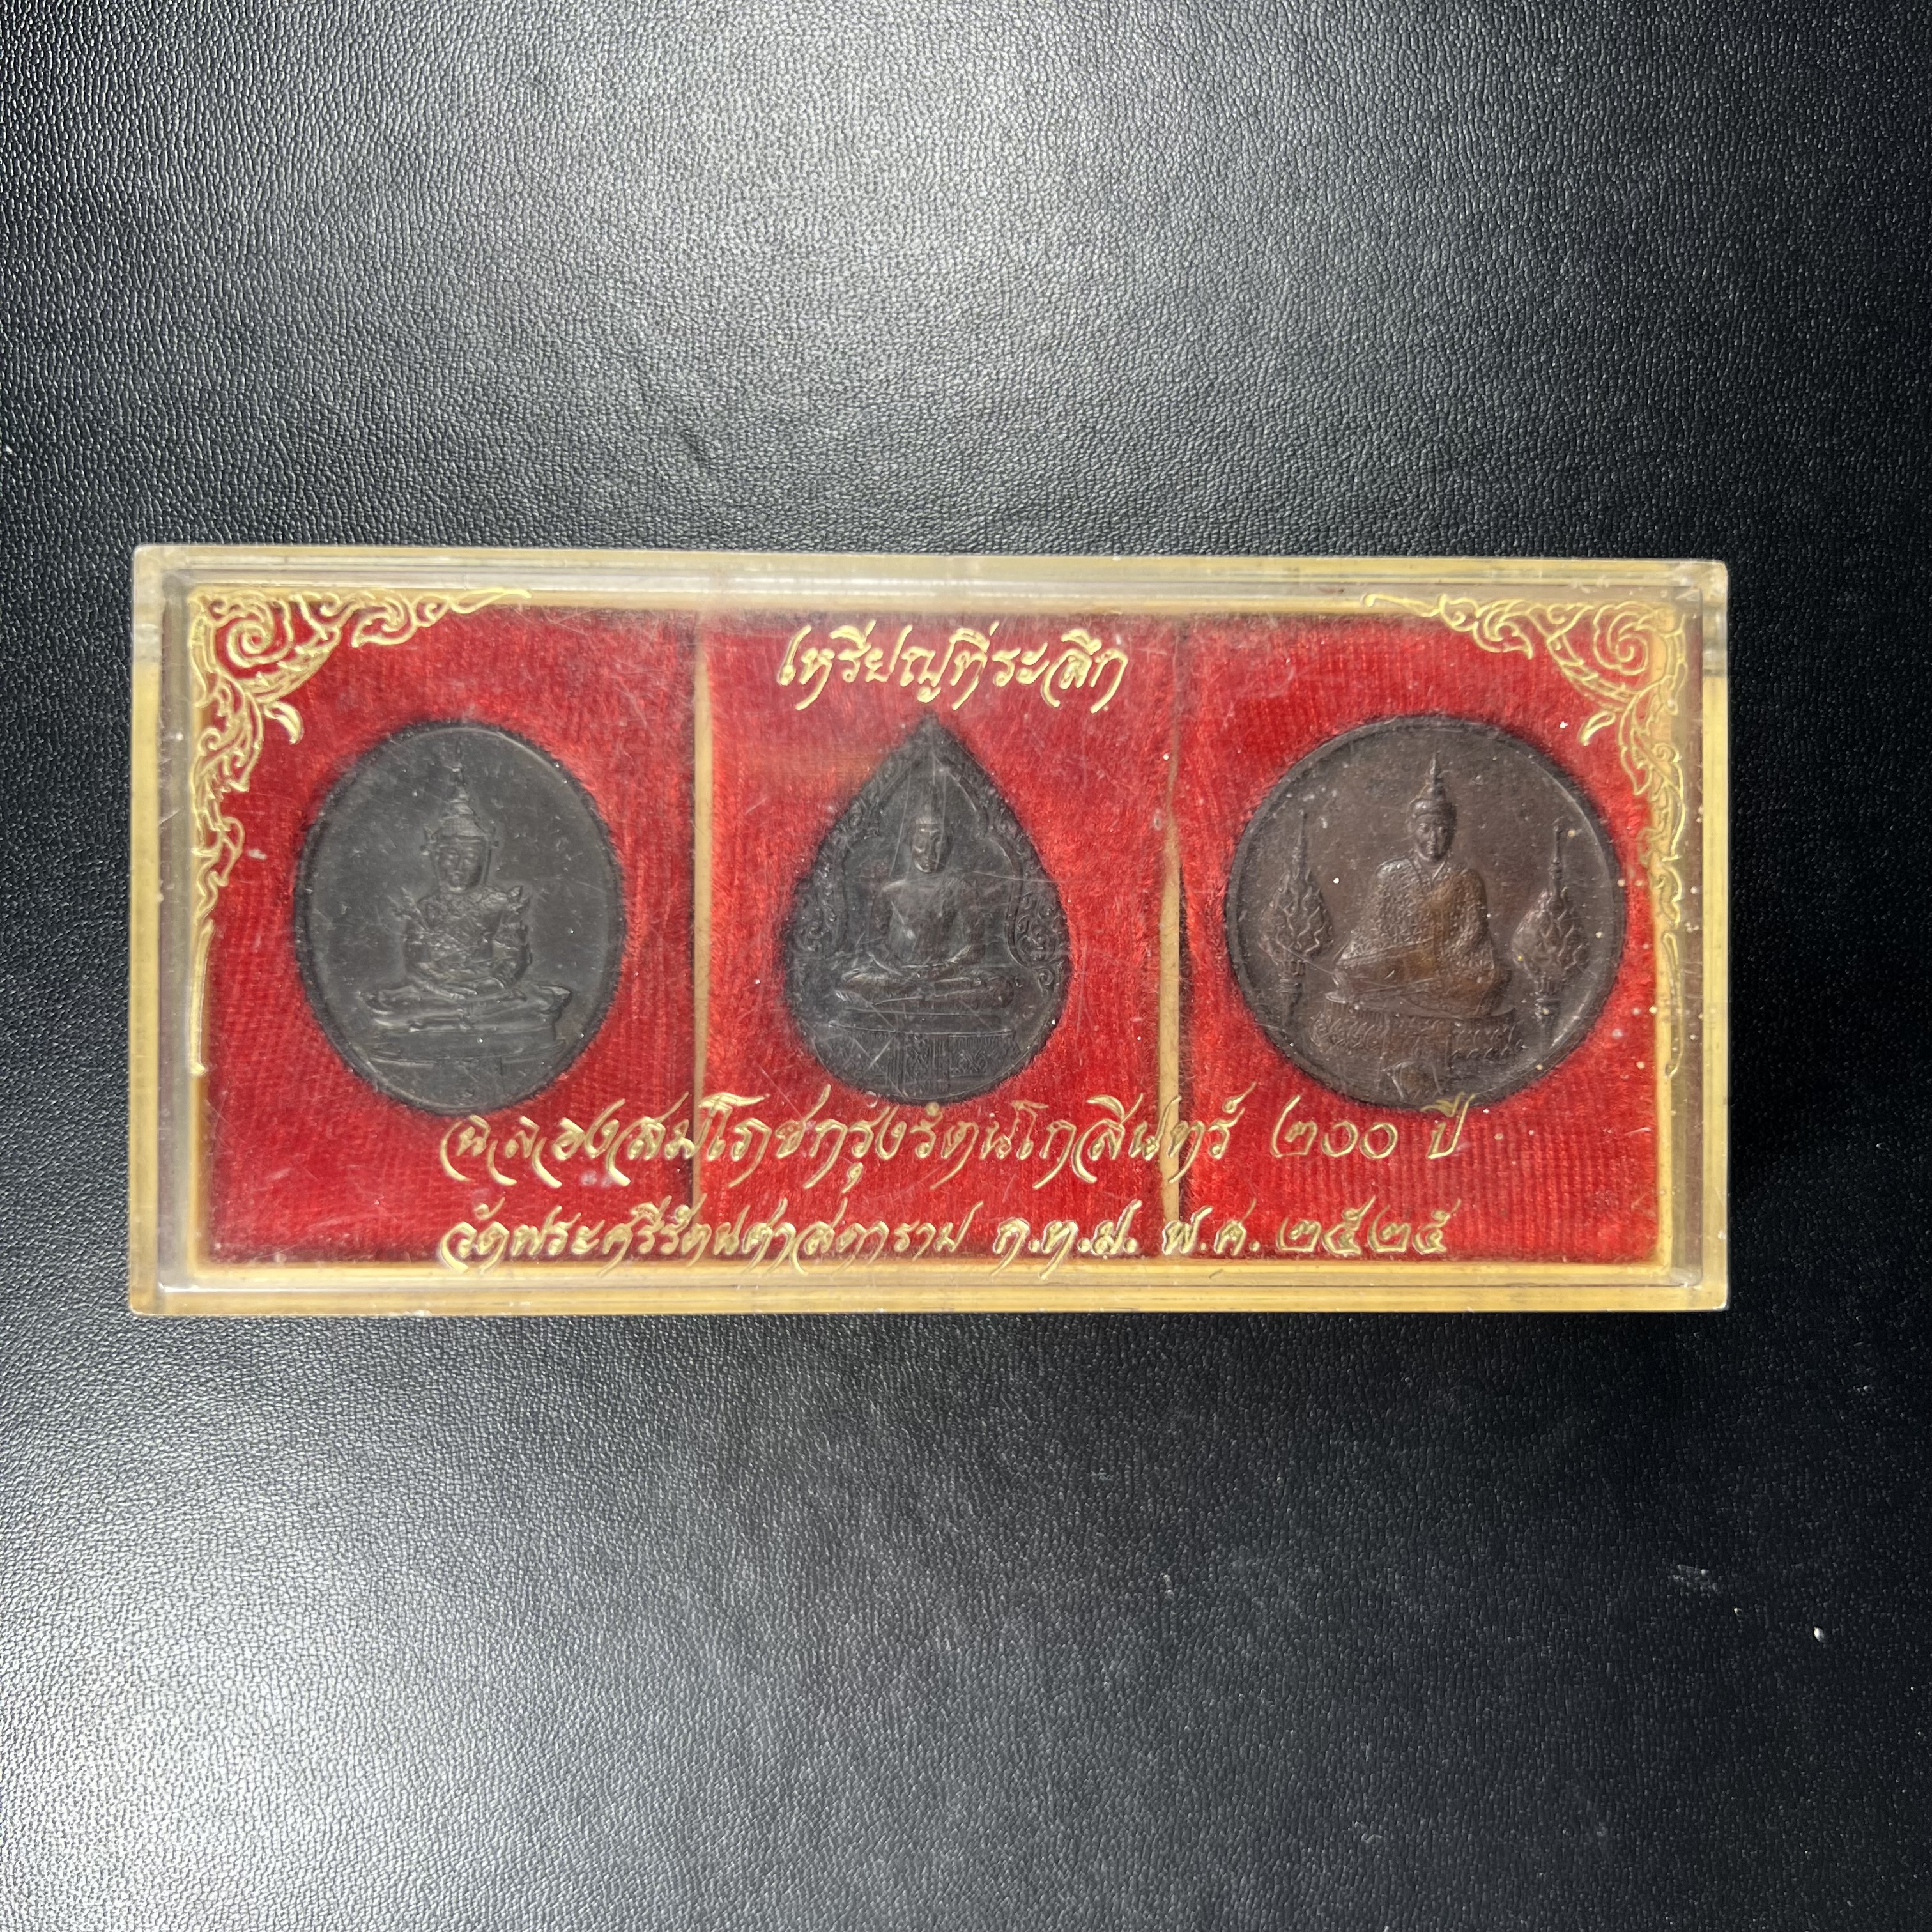 เหรียญที่ระลึก
ฉลองสมโภชกรุงรัตนโกสินทร์ ๒๐๐ ปี
วัดพระศรีรัตนศาสดาราม ก.ท.ม. พ.ศ. ๒๕๒๕